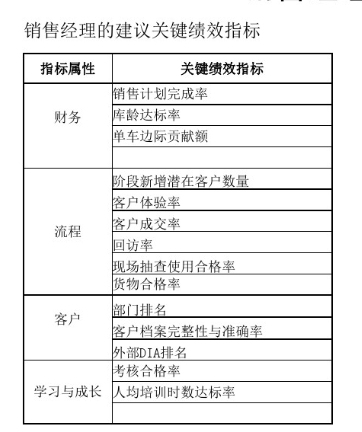 销售经理的建议关键绩效指标
指标属性 关键绩效指标
财务
销售计划完成率
库龄达标率
单车边际贡献额
流程
阶段新增潜在客户数量
客户体验率
客户成交率
回访率
现场抽查使用合格率
货物合格率
客户
部门排名
客户档案完整性与准确率
外部DIA排名
学习与成长
考核合格率
人均培训时数达标率